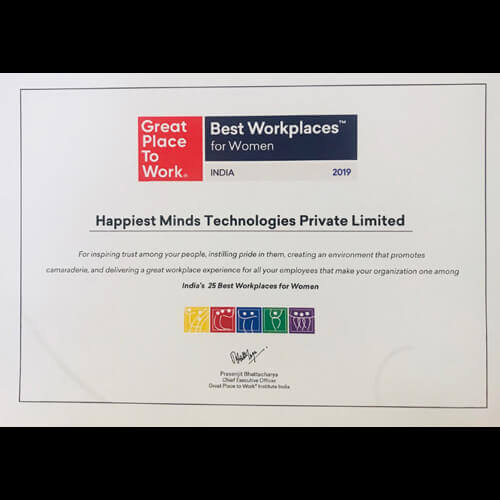 Great
Place
To
Work®
Best Workplaces™
for Women
INDIA 2019
Happiest Minds Technologies Private Limited
For inspiring trust among your people, instilling pride in them, creating an environment that promotes
camaraderie, and delivering a great workplace experience for all your employees that make your organization one among
India's 25 Best Workplaces for Women
Prasenjit Bhattacharya
Chief Executive Officer
Great Place to Work® Institute India